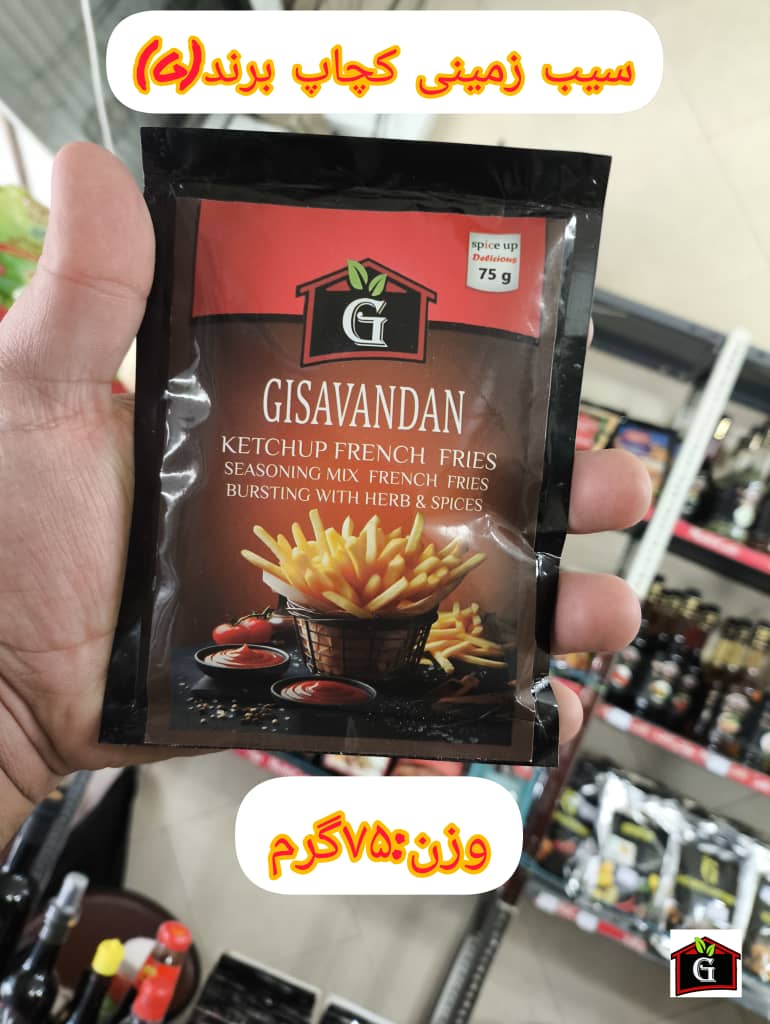 سیب زمینی کچاپ برند(G)
spice up
Delicious
75 g
G
GISAVANDAN
KETCHUP FRENCH FRIES
SEASONING MIX FRENCH FRIES
BURSTING WITH HERB & SPICES
وزن:۷۵گرم
G